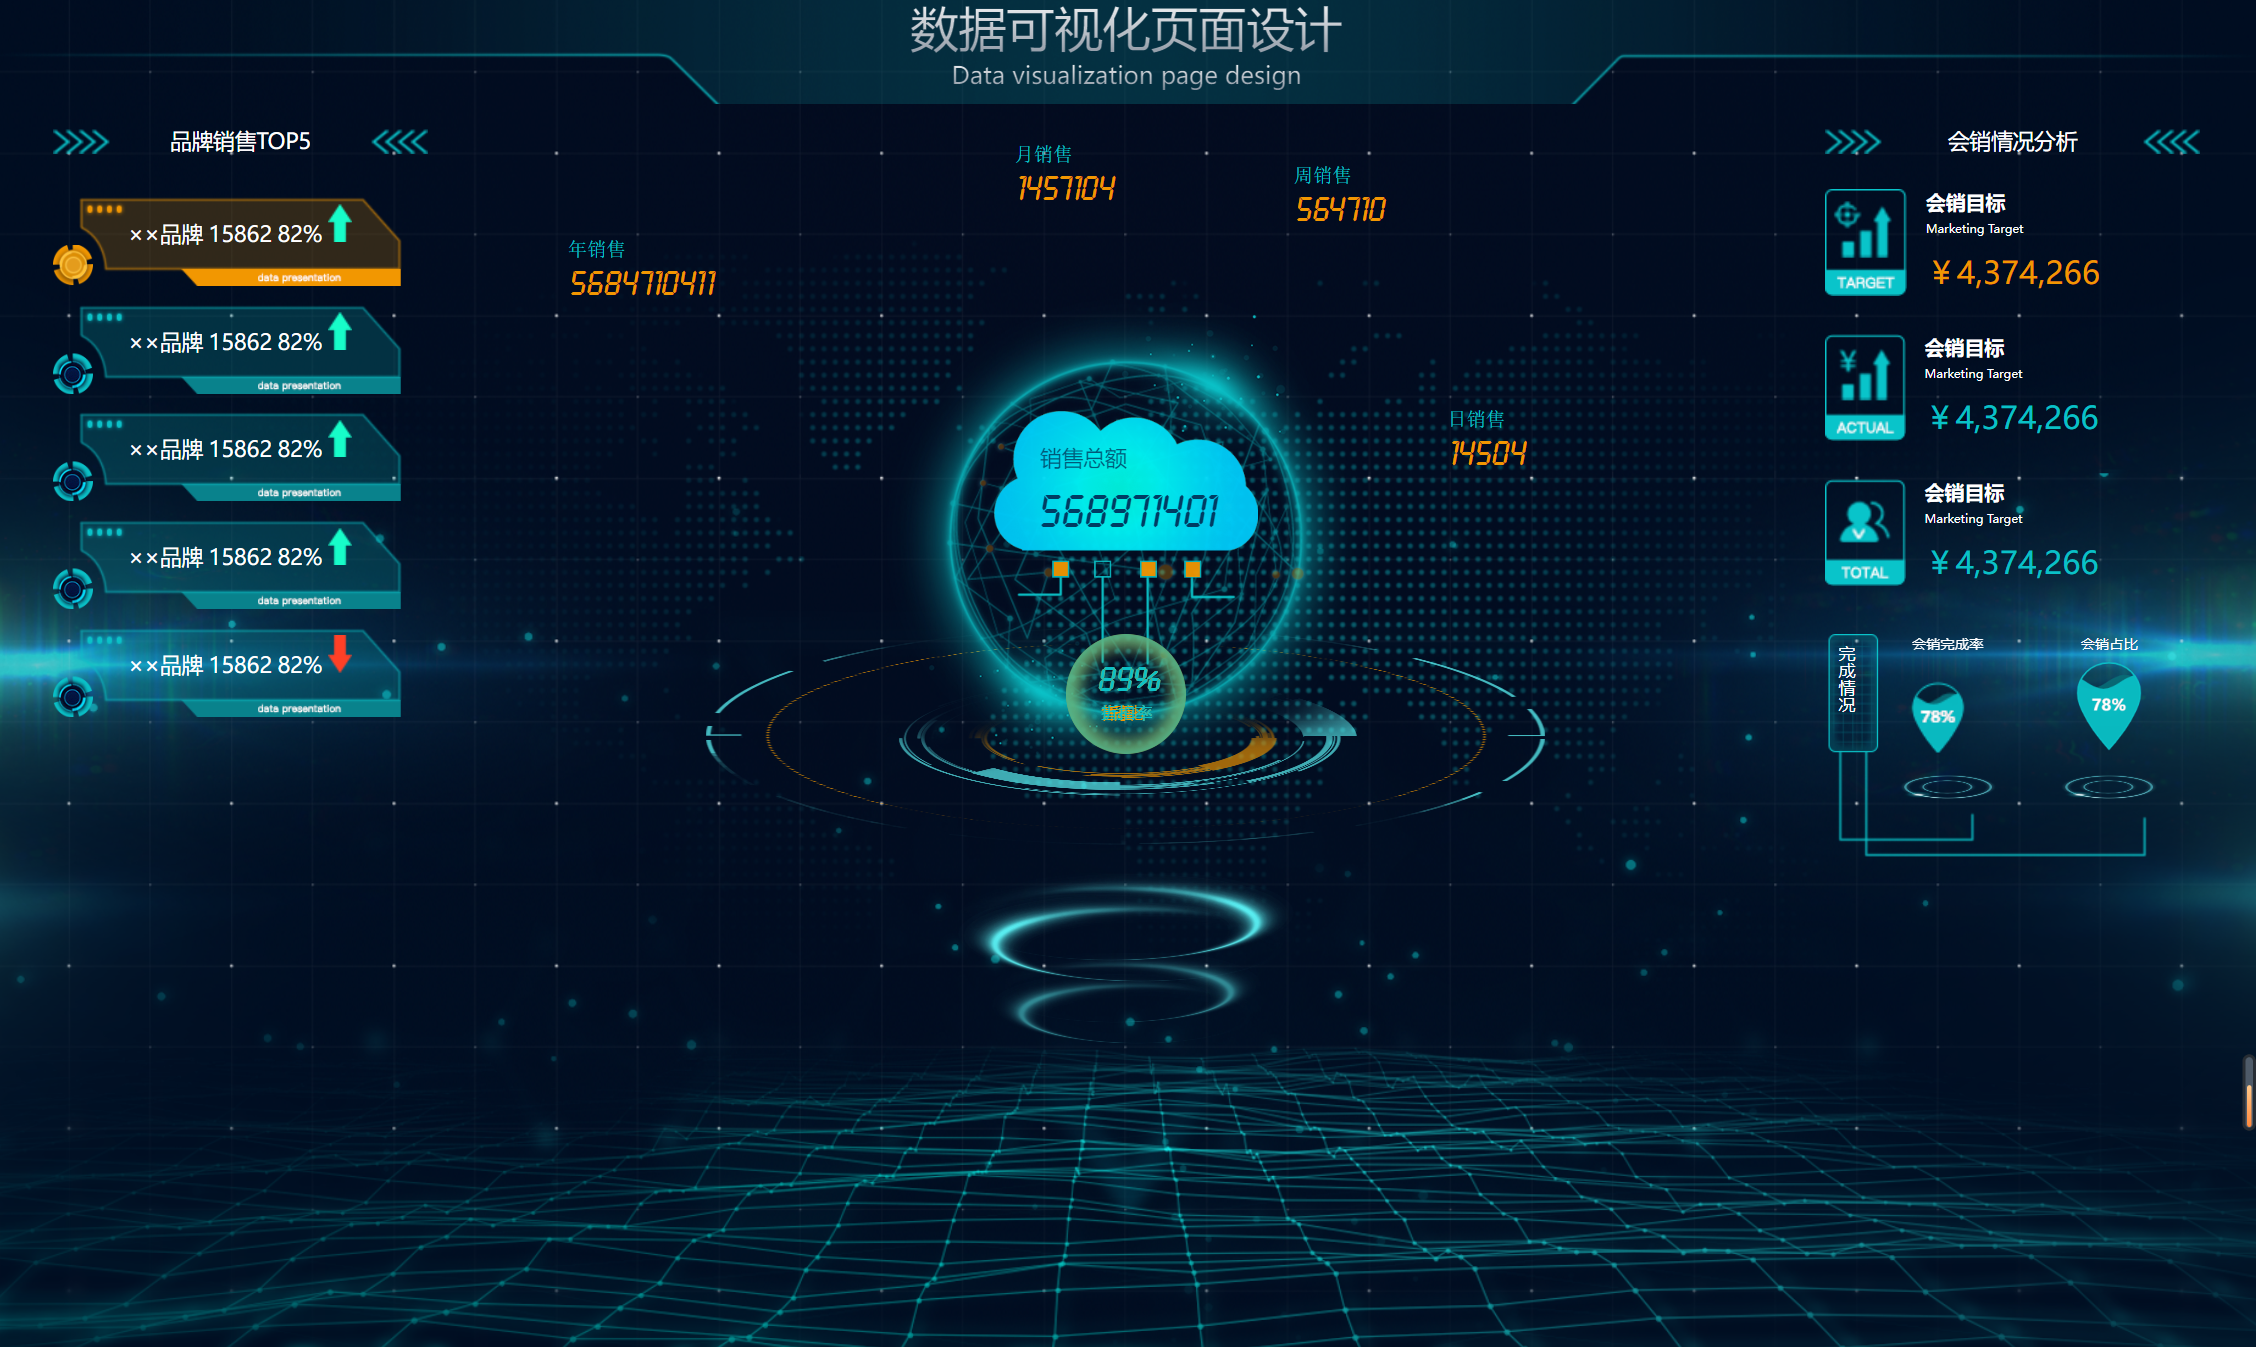 数据可视化页面设计
Data visualization page design
品牌销售TOP5
××品牌 15862 82%
data presentation
××品牌 15862 82%
data presentation
××品牌 15862 82%
data presentation
××品牌 15862 82%
data presentation
××品牌 15862 82%
data presentation
年销售
5684710411
月销售
1457104
周销售
564710
日销售
14504
销售总额
568971401
89%
会销情况分析
会销目标
Marketing Target
¥4,374,266
TARGET
会销目标
Marketing Target
¥4,374,266
ACTUAL
会销目标
Marketing Target
¥4,374,266
TOTAL
完成情况
会销完成率
78%
会销占比
78%